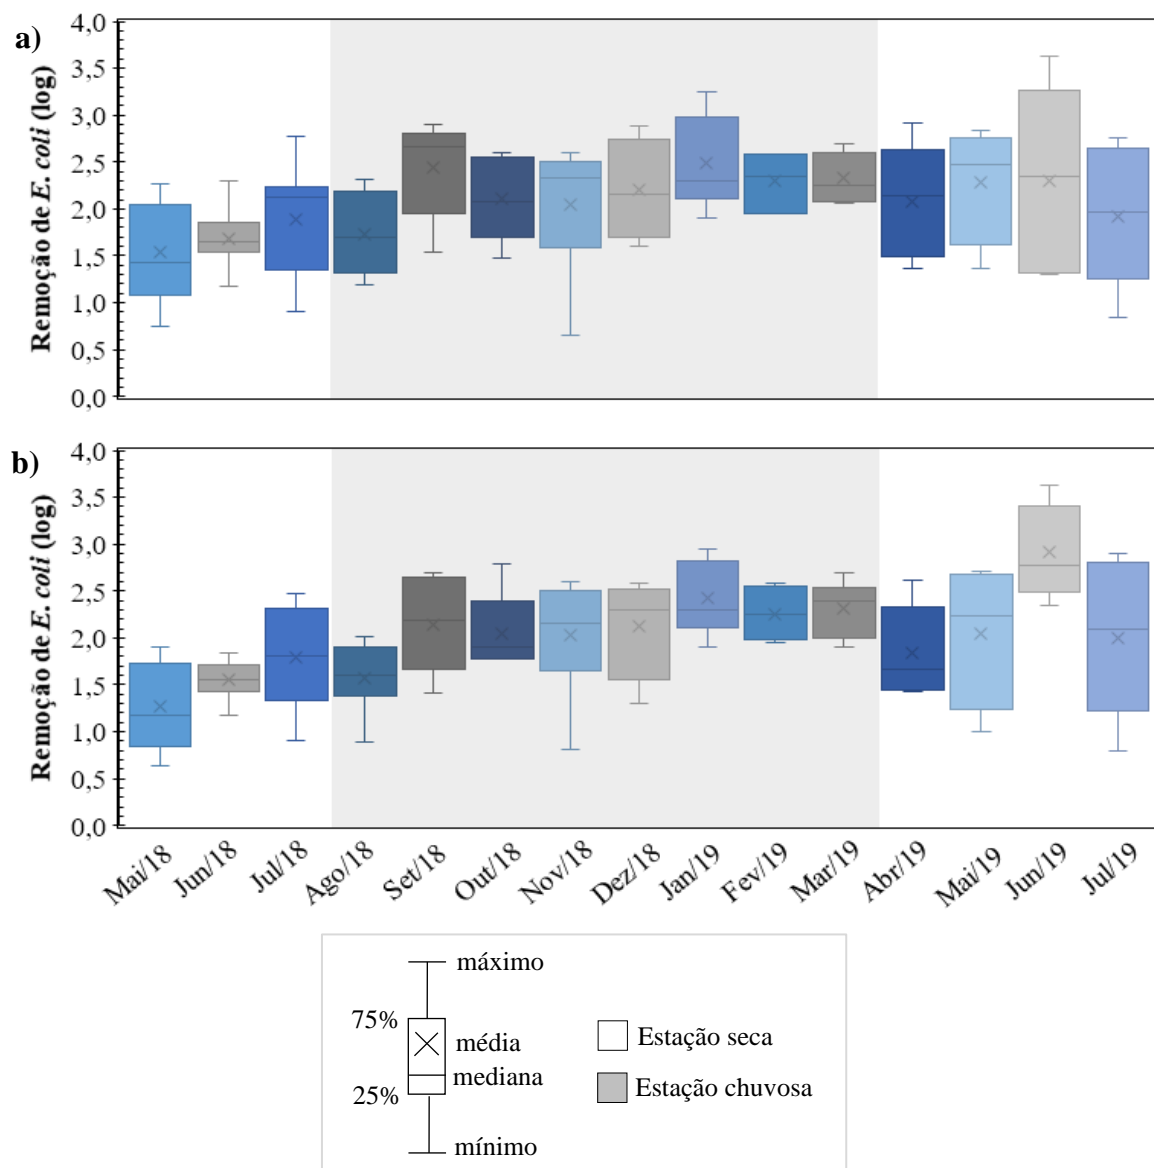 a)
Remoção de E. coli (log)
4,0
3,5
3,0
2,5
2,0
1,5
1,0
0,5
0,0
b)
Remoção de E. coli (log)
4,0
3,5
3,0
2,5
2,0
1,5
1,0
0,5
0,0
Mai/18
Jun/18
Jul/18
Ago/18
Set/18
Out/18
Nov/18
Dez/18
Jan/19
Fev/19
Mar/19
Abr/19
Mai/19
Jun/19
Jul/19
máximo
75%
média
mediana
25%
mínimo
Estação seca
Estação chuvosa